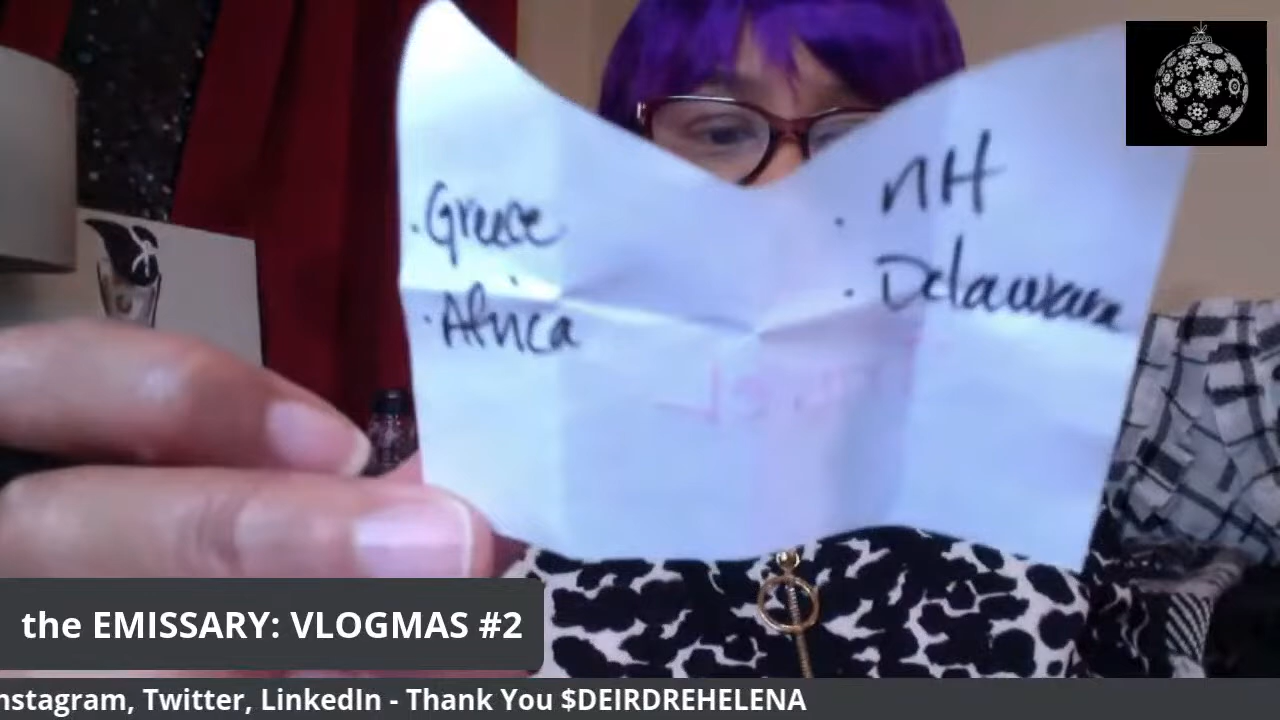 · Greece
· Africa
· NH
· Delaware
the EMISSARY: VLOGMAS #2
nstagram, Twitter, LinkedIn - Thank You $DEIRDREHELENA